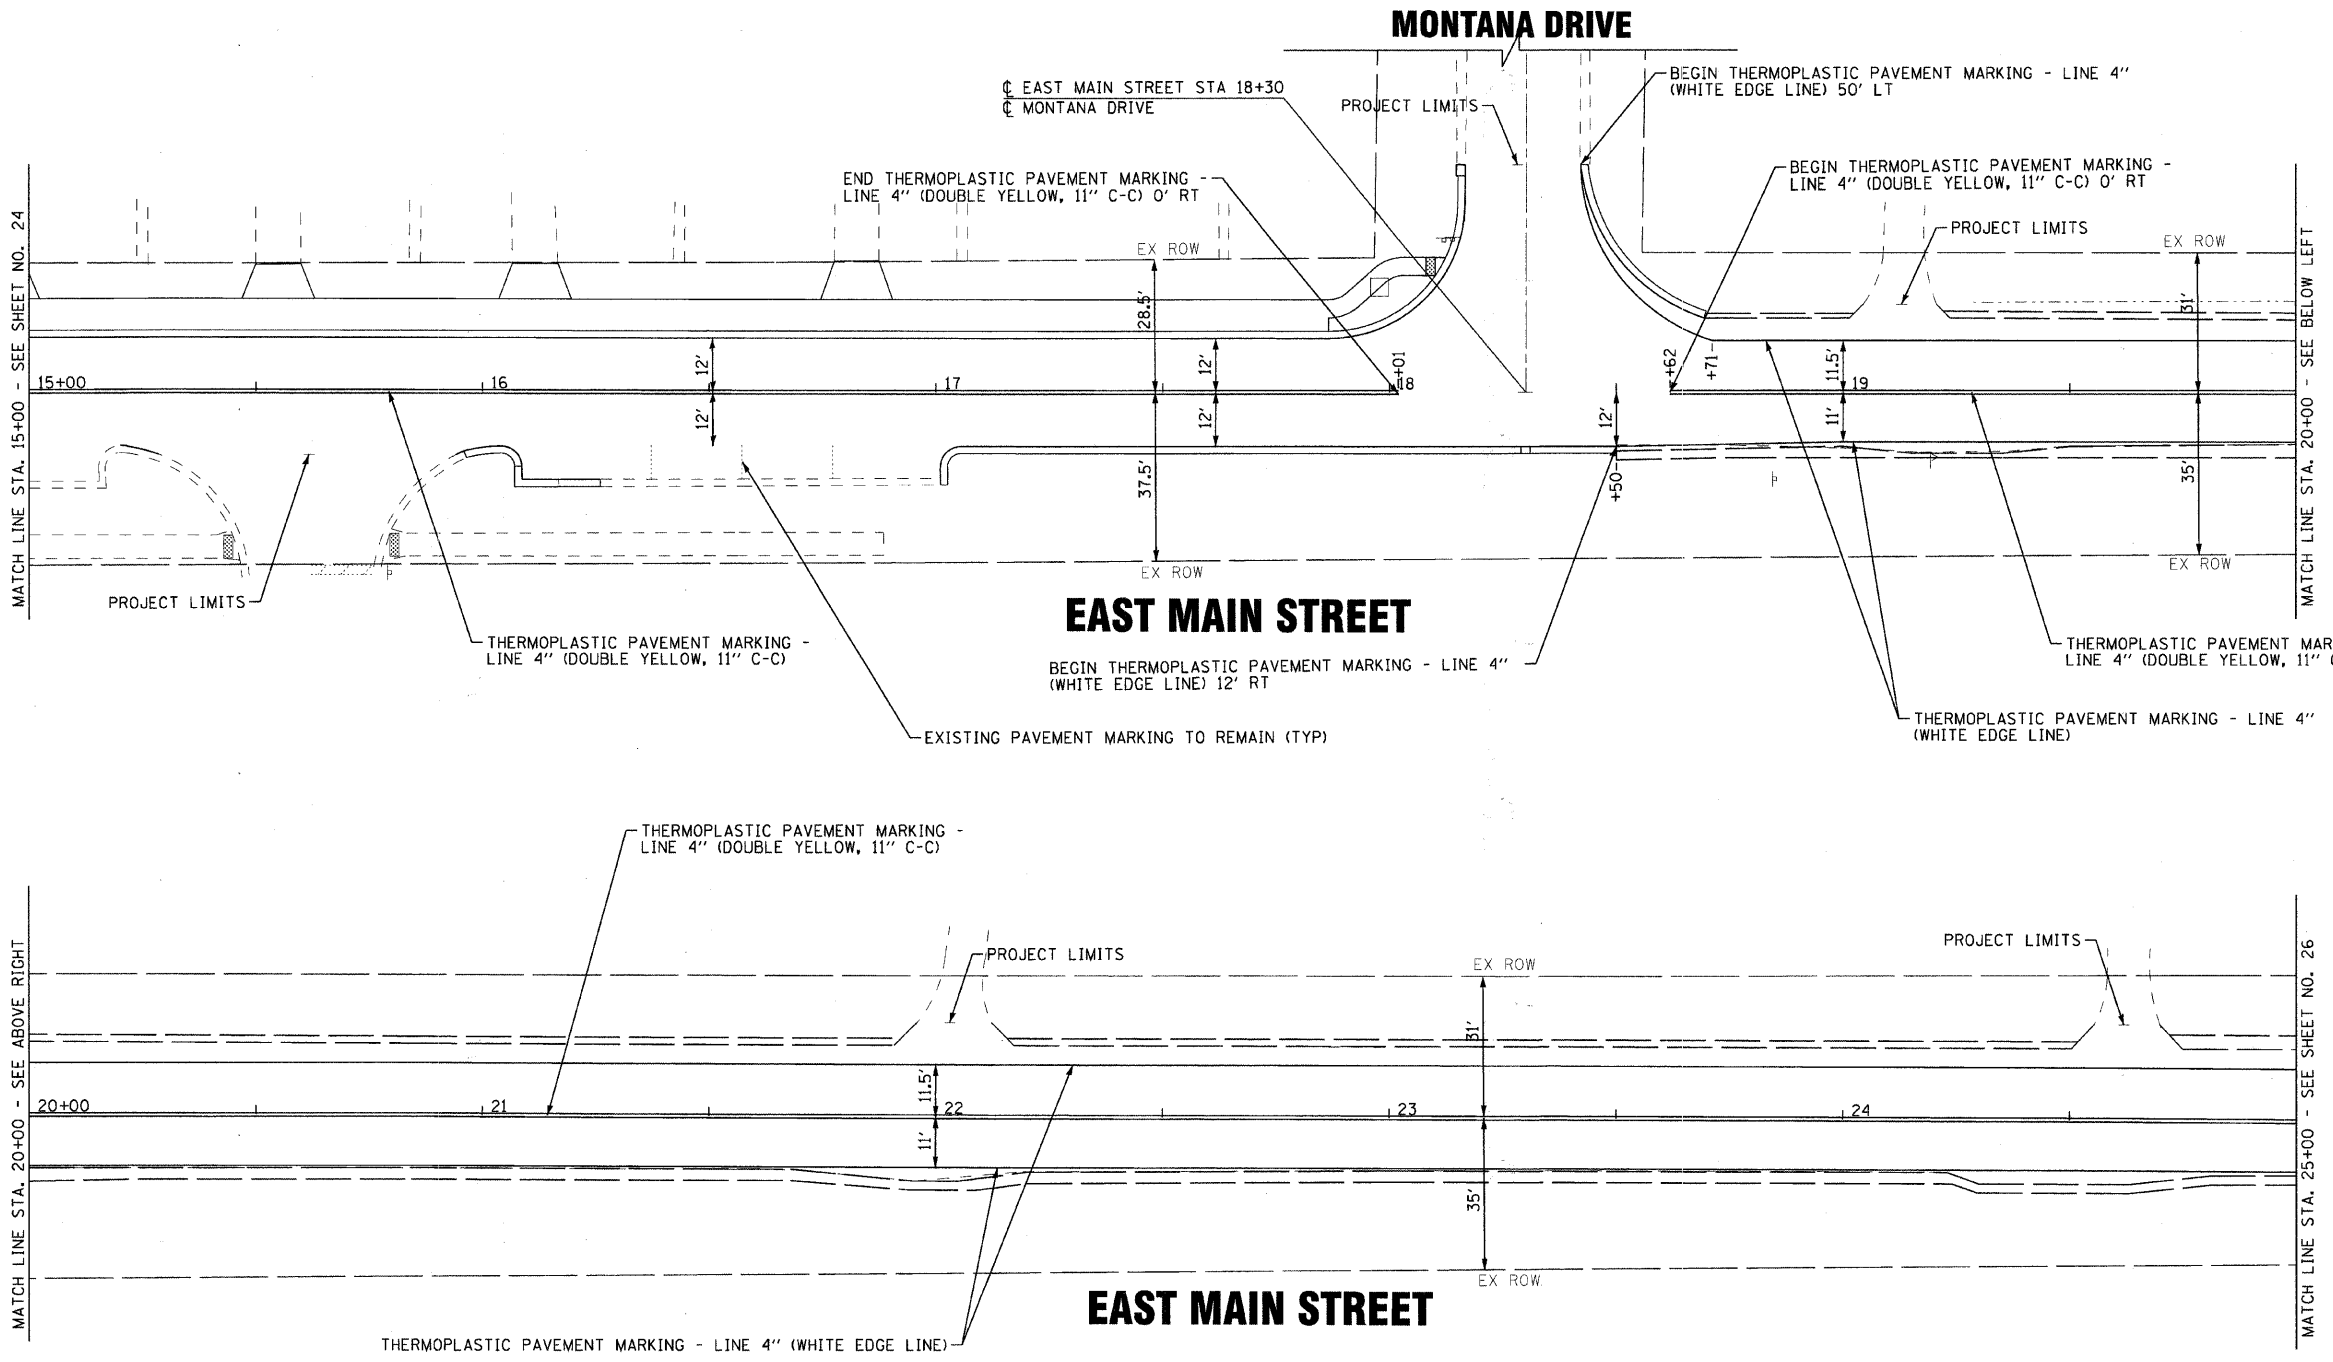 MONTANA DRIVE
℄ EAST MAIN STREET STA 18+30
℄ MONTANA DRIVE
PROJECT LIMITS
BEGIN THERMOPLASTIC PAVEMENT MARKING - LINE 4"
(WHITE EDGE LINE) 50' LT
END THERMOPLASTIC PAVEMENT MARKING -
LINE 4" (DOUBLE YELLOW, 11" C-C) 0' RT
BEGIN THERMOPLASTIC PAVEMENT MARKING -
LINE 4" (DOUBLE YELLOW, 11" C-C) 0' RT
PROJECT LIMITS
EX ROW
EX ROW
MATCH LINE STA. 15+00 - SEE SHEET NO. 24
28.5'
31'
12'
12'
11.5'
+01
+62
+71
15+00
16
17
18
19
12'
12'
12'
11'
37.5'
+50
35'
EX ROW
EX ROW
MATCH LINE STA. 20+00 - SEE BELOW LEFT
PROJECT LIMITS
EAST MAIN STREET
THERMOPLASTIC PAVEMENT MARKING -
LINE 4" (DOUBLE YELLOW, 11" C-C)
BEGIN THERMOPLASTIC PAVEMENT MARKING - LINE 4"
(WHITE EDGE LINE) 12' RT
THERMOPLASTIC PAVEMENT MAR
LINE 4" (DOUBLE YELLOW, 11" (
THERMOPLASTIC PAVEMENT MARKING - LINE 4"
(WHITE EDGE LINE)
EXISTING PAVEMENT MARKING TO REMAIN (TYP)
THERMOPLASTIC PAVEMENT MARKING -
LINE 4" (DOUBLE YELLOW, 11" C-C)
MATCH LINE STA. 20+00 - SEE ABOVE RIGHT
PROJECT LIMITS
PROJECT LIMITS
EX ROW
31'
11.5'
20+00
21
22
23
24
11'
35'
EX ROW
MATCH LINE STA. 25+00 - SEE SHEET NO. 26
EAST MAIN STREET
THERMOPLASTIC PAVEMENT MARKING - LINE 4" (WHITE EDGE LINE)